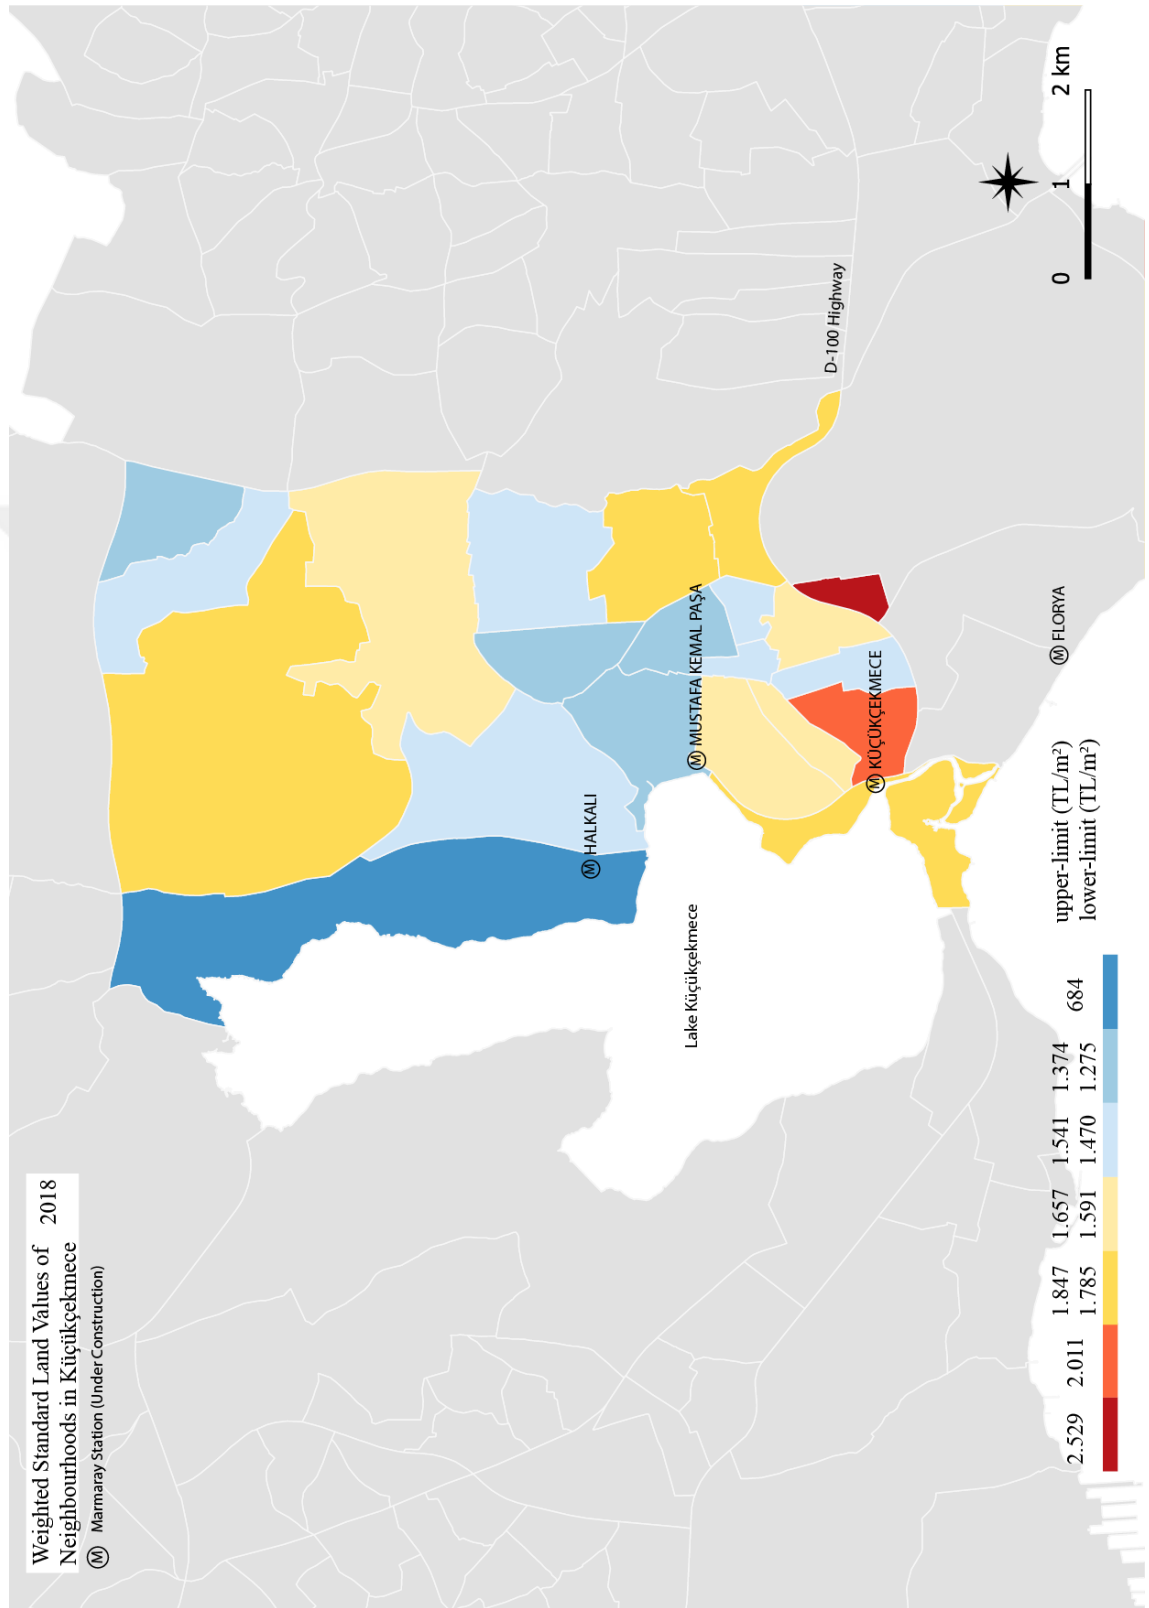 Weighted Standard Land Values of 2018
Neighbourhoods in Küçükçekmece
M Marmaray Station (Under Construction)
D-100 Highway
M MUSTAFA KEMAL PAŞA
M HALKALI
M KÜÇÜKÇEKMECE
M FLORYA
Lake Küçükçekmece
0 1 2 km
2.529 2.011 1.847 1.657 1.541 1.374 684 upper-limit (TL/m²)
1.785 1.591 1.470 1.275 lower-limit (TL/m²)